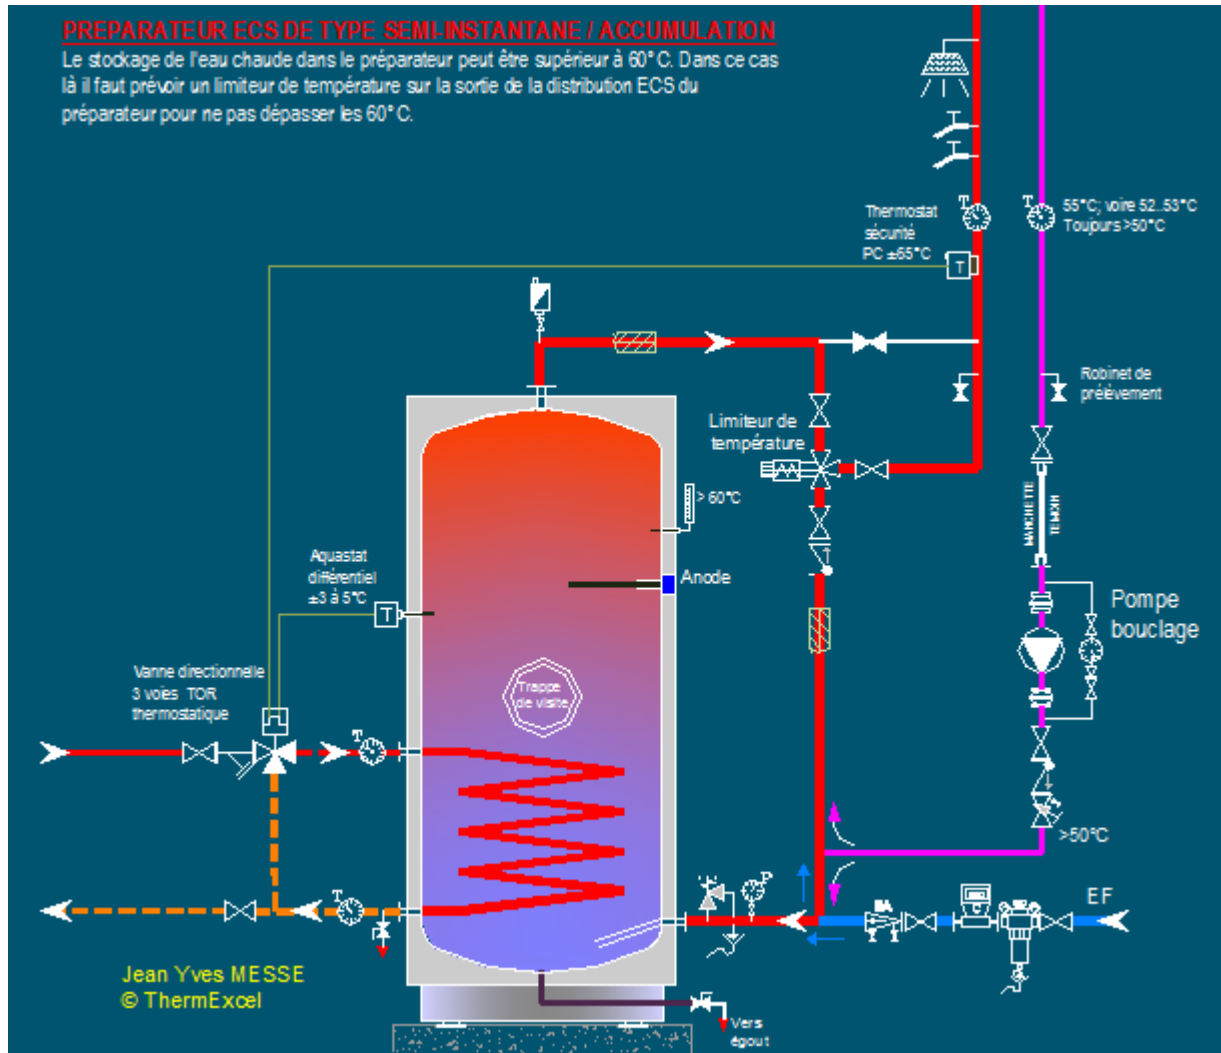 PREPARATEUR ECS DE TYPE SEMI-INSTANTANE / ACCUMULATION
Le stockage de l'eau chaude dans le préparateur peut être supérieur à 60°C. Dans ce cas
là il faut prévoir un limiteur de température sur la sortie de la distribution ECS du
préparateur pour ne pas dépasser les 60°C.
T
T
55°C; voire 52..53°C
Toujurs >50°C
Thermostat
sécurité
PC ±65°C
T
Robinet de
prélèvement
Limiteur de
température
> 60°C
MANCHETTE
TEMOIN
Aquastat
différentiel
±3 à 5°C
T
Anode
Pompe
bouclage
Vanne directionnelle
3 voies TOR
thermostatique
Trappe
de visite
T
>50°C
T
P
BA
EF
Jean Yves MESSE
© ThermExcel
Vers
égout